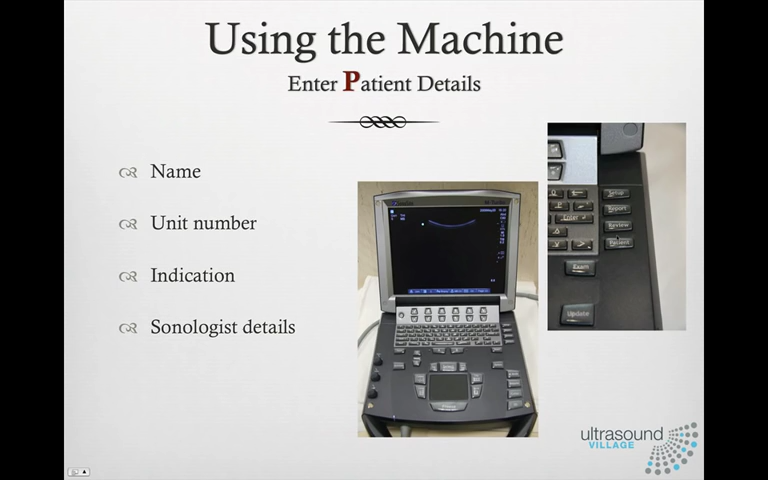 Using the Machine
Enter Patient Details
Name
Unit number
Indication
Sonologist details
Setup
Report
Review
Patient
Enter
Exam
Update
ultrasound
VILLAGE